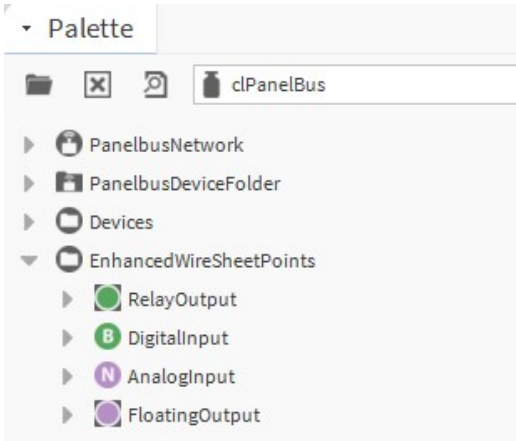 Palette
clPanelBus
PanelbusNetwork
PanelbusDeviceFolder
Devices
EnhancedWireSheetPoints
RelayOutput
B DigitalInput
N AnalogInput
FloatingOutput